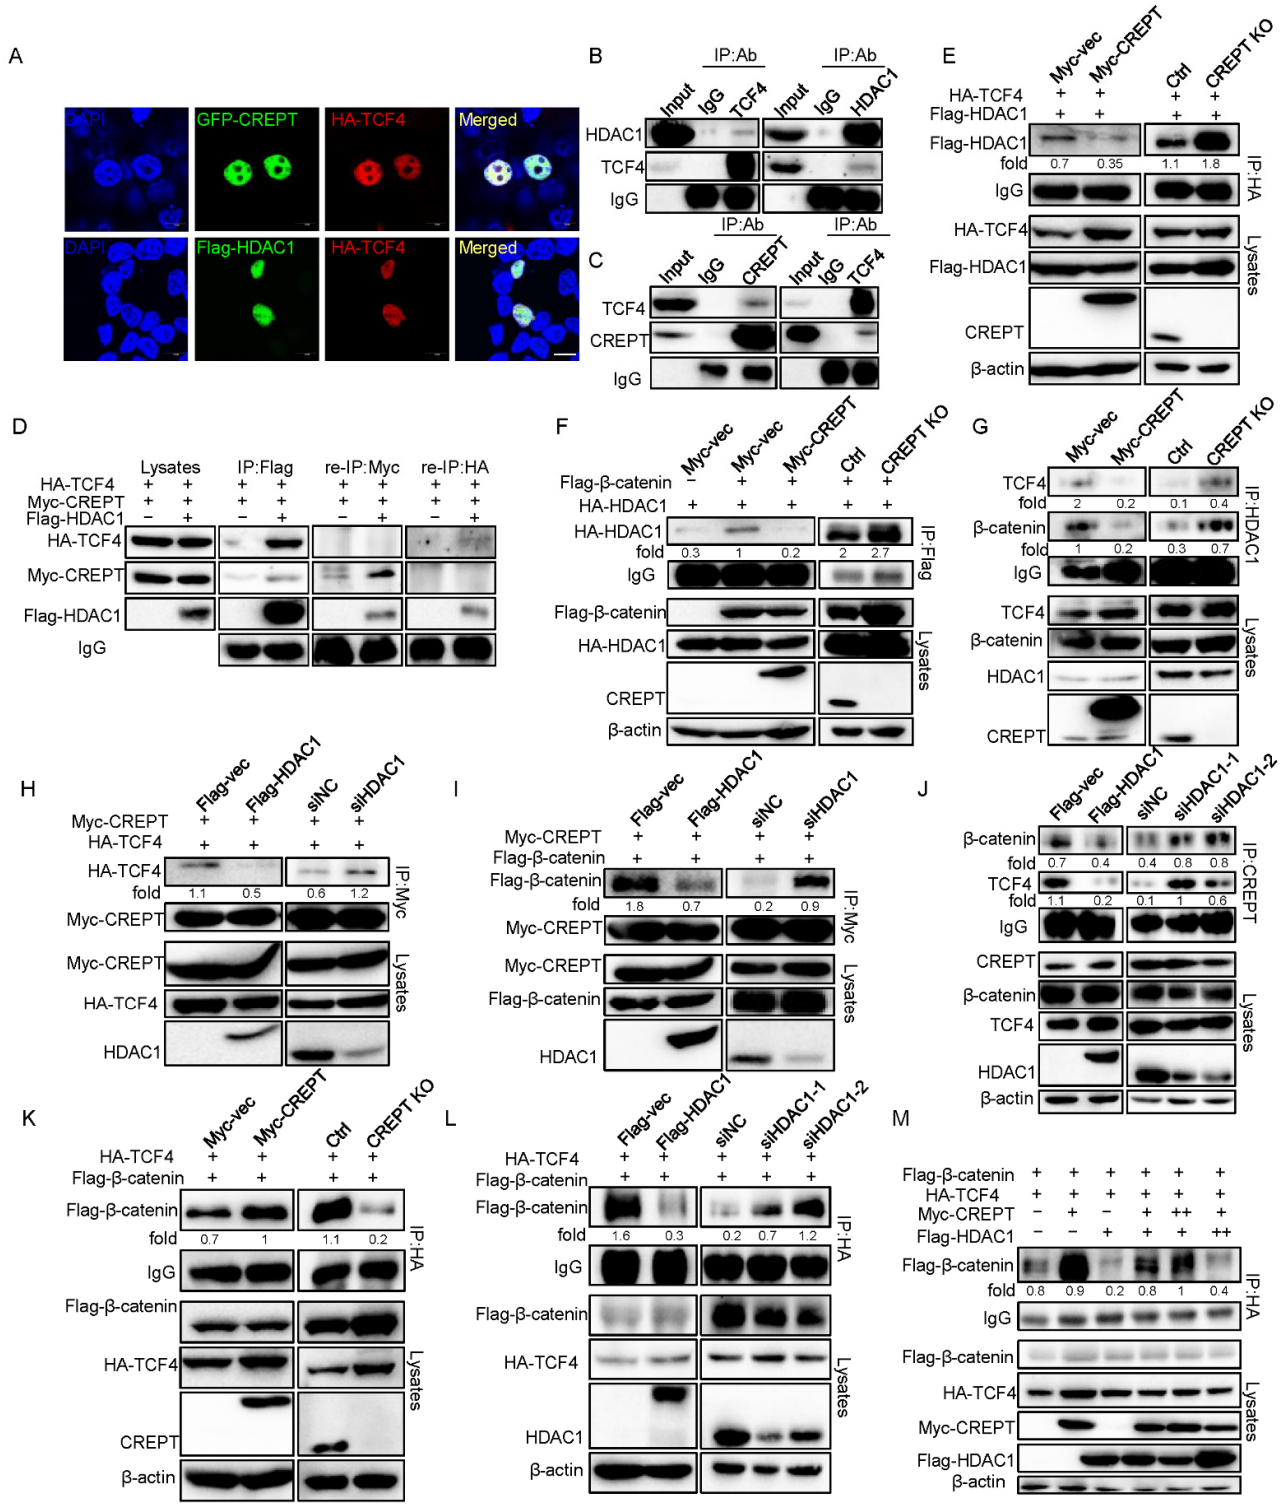 A
DAPI GFP-CREPT HA-TCF4 Merged
DAPI Flag-HDAC1 HA-TCF4 Merged
B
IP:Ab IP:Ab
Input IgG TCF4 Input IgG HDAC1
HDAC1
TCF4
IgG
C
IP:Ab IP:Ab
Input IgG CREPT Input IgG TCF4
TCF4
CREPT
IgG
E
Myc-vec Myc-CREPT Ctrl CREPT KO
HA-TCF4 + + + +
Flag-HDAC1 + + + +
Flag-HDAC1
fold 0.7 0.35 1.1 1.8
IgG
IP:HA
HA-TCF4
Flag-HDAC1
CREPT
β-actin
Lysates
D
Lysates IP:Flag re-IP:Myc re-IP:HA
HA-TCF4 + + + + + + + +
Myc-CREPT + + + + + + + +
Flag-HDAC1 − + − + − + − +
HA-TCF4
Myc-CREPT
Flag-HDAC1
IgG
F
Myc-vec Myc-vec Myc-CREPT Ctrl CREPT KO
Flag-β-catenin − + + + +
HA-HDAC1 + + + + +
HA-HDAC1
fold 0.3 1 0.2 2 2.7
IgG
IP:Flag
Flag-β-catenin
HA-HDAC1
CREPT
β-actin
Lysates
G
Myc-vec Myc-CREPT Ctrl CREPT KO
TCF4
fold 2 0.2 0.1 0.4
β-catenin
fold 1 0.2 0.3 0.7
IgG
IP:HDAC1
TCF4
β-catenin
HDAC1
CREPT
Lysates
H
Flag-vec Flag-HDAC1 siNC siHDAC1
Myc-CREPT + + + +
HA-TCF4 + + + +
HA-TCF4
fold 1.1 0.5 0.6 1.2
Myc-CREPT
IP:Myc
Myc-CREPT
HA-TCF4
HDAC1
Lysates
I
Flag-vec Flag-HDAC1 siNC siHDAC1
Myc-CREPT + + + +
Flag-β-catenin + + + +
Flag-β-catenin
fold 1.8 0.7 0.2 0.9
Myc-CREPT
IP:Myc
Myc-CREPT
Flag-β-catenin
HDAC1
Lysates
J
Flag-vec Flag-HDAC1 siNC siHDAC1-1 siHDAC1-2
β-catenin
fold 0.7 0.4 0.4 0.8 0.8
TCF4
fold 1.1 0.2 0.1 1 0.6
IgG
IP:CREPT
CREPT
β-catenin
TCF4
HDAC1
β-actin
Lysates
K
Myc-vec Myc-CREPT Ctrl CREPT KO
HA-TCF4 + + + +
Flag-β-catenin + + + +
Flag-β-catenin
fold 0.7 1 1.1 0.2
IgG
IP:HA
Flag-β-catenin
HA-TCF4
CREPT
β-actin
Lysates
L
Flag-vec Flag-HDAC1 siNC siHDAC1-1 siHDAC1-2
HA-TCF4 + + + + +
Flag-β-catenin + + + + +
Flag-β-catenin
fold 1.6 0.3 0.2 0.7 1.2
IgG
IP:HA
Flag-β-catenin
HA-TCF4
HDAC1
β-actin
Lysates
M
Flag-β-catenin + + + + + +
HA-TCF4 + + + + + +
Myc-CREPT − + − + ++ +
Flag-HDAC1 − − + + + ++
Flag-β-catenin
fold 0.8 0.9 0.2 0.8 1 0.4
IgG
IP:HA
Flag-β-catenin
HA-TCF4
Myc-CREPT
Flag-HDAC1
β-actin
Lysates